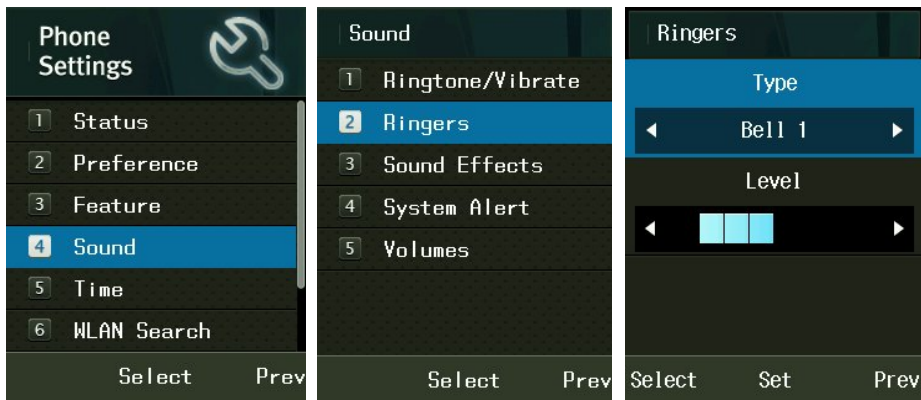 Phone
Settings
1 Status
2 Preference
3 Feature
4 Sound
5 Time
6 WLAN Search
Select Prev
Sound
1 Ringtone/Vibrate
2 Ringers
3 Sound Effects
4 System Alert
5 Volumes
Select Prev
Ringers
Type
Bell 1
Level
Select Set Prev